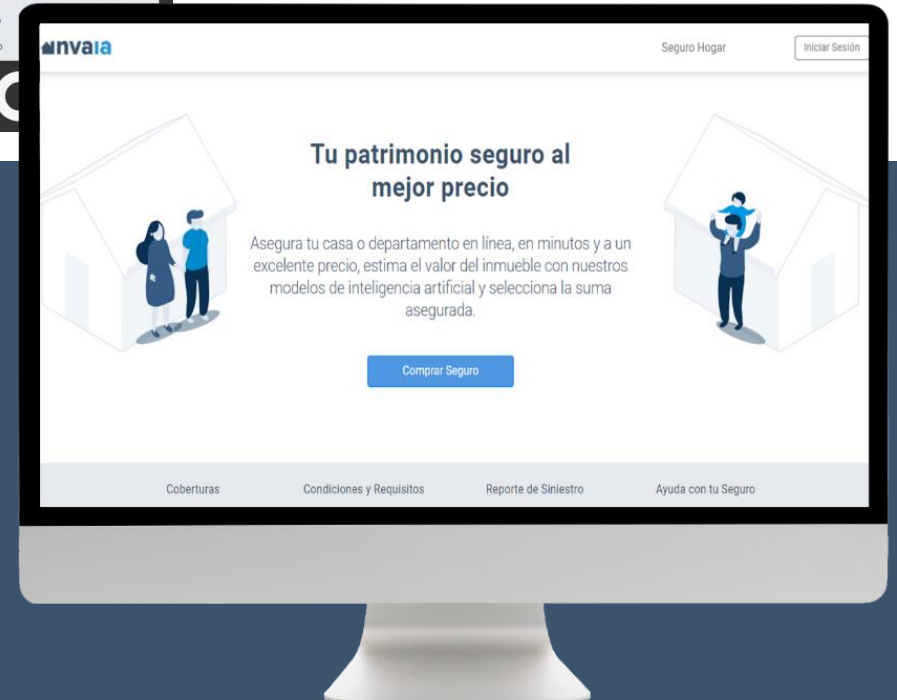 nvaia
Seguro Hogar
Iniciar Sesión
Tu patrimonio seguro al
mejor precio
Asegura tu casa o departamento en línea, en minutos y a un
excelente precio, estima el valor del inmueble con nuestros
modelos de inteligencia artificial y selecciona la suma
asegurada.
Comprar Seguro
Coberturas
Condiciones y Requisitos
Reporte de Siniestro
Ayuda con tu Seguro